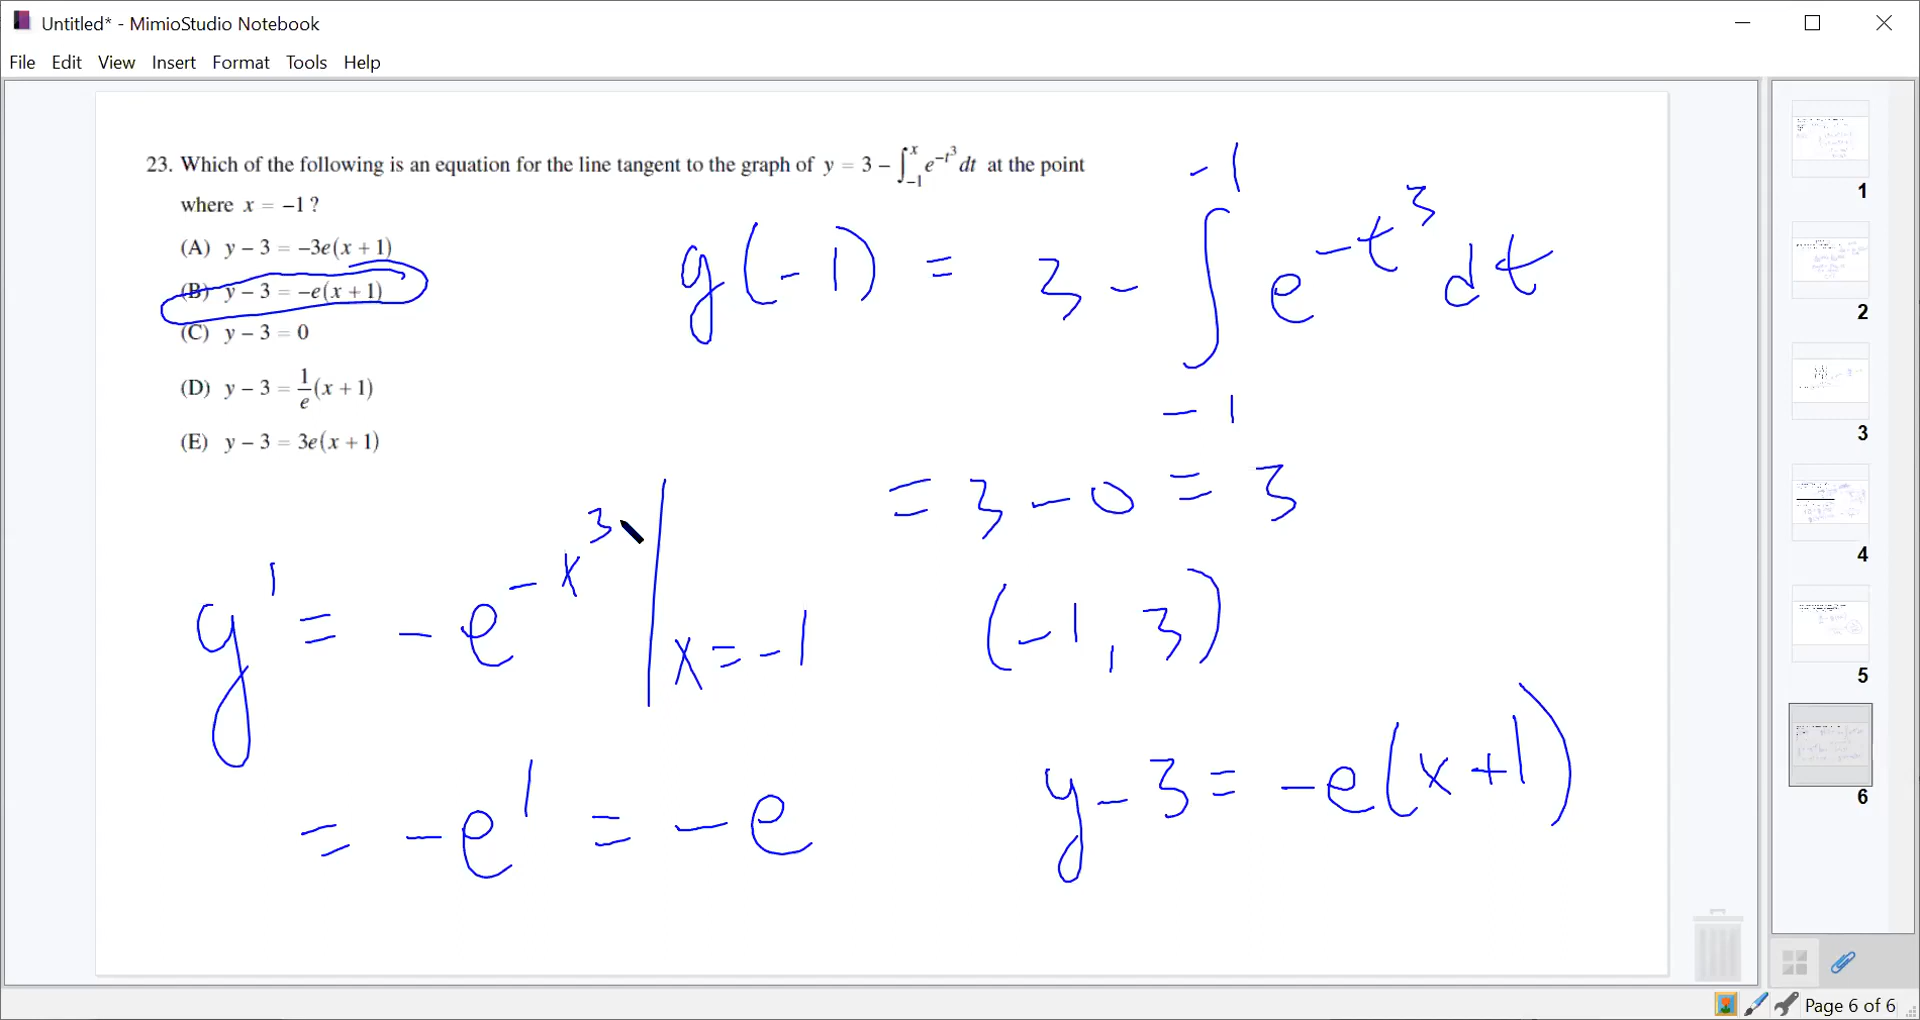 Untitled* - MimioStudio Notebook
File Edit View Insert Format Tools Help
23. Which of the following is an equation for the line tangent to the graph of y = 3 − ∫₋₁ˣ e^(−t³) dt at the point
where x = −1 ?
(A) y − 3 = −3e(x + 1)
(B) y − 3 = −e(x + 1)
(C) y − 3 = 0
(D) y − 3 = 1/e (x + 1)
(E) y − 3 = 3e(x + 1)
g(-1) = 3 - ∫₋₁⁻¹ e^(-t³) dt
= 3 - 0 = 3
y' = -e^(-x³) | x = -1
(-1, 3)
= -e¹ = -e
y - 3 = -e(x + 1)
1
2
3
4
5
6
Page 6 of 6